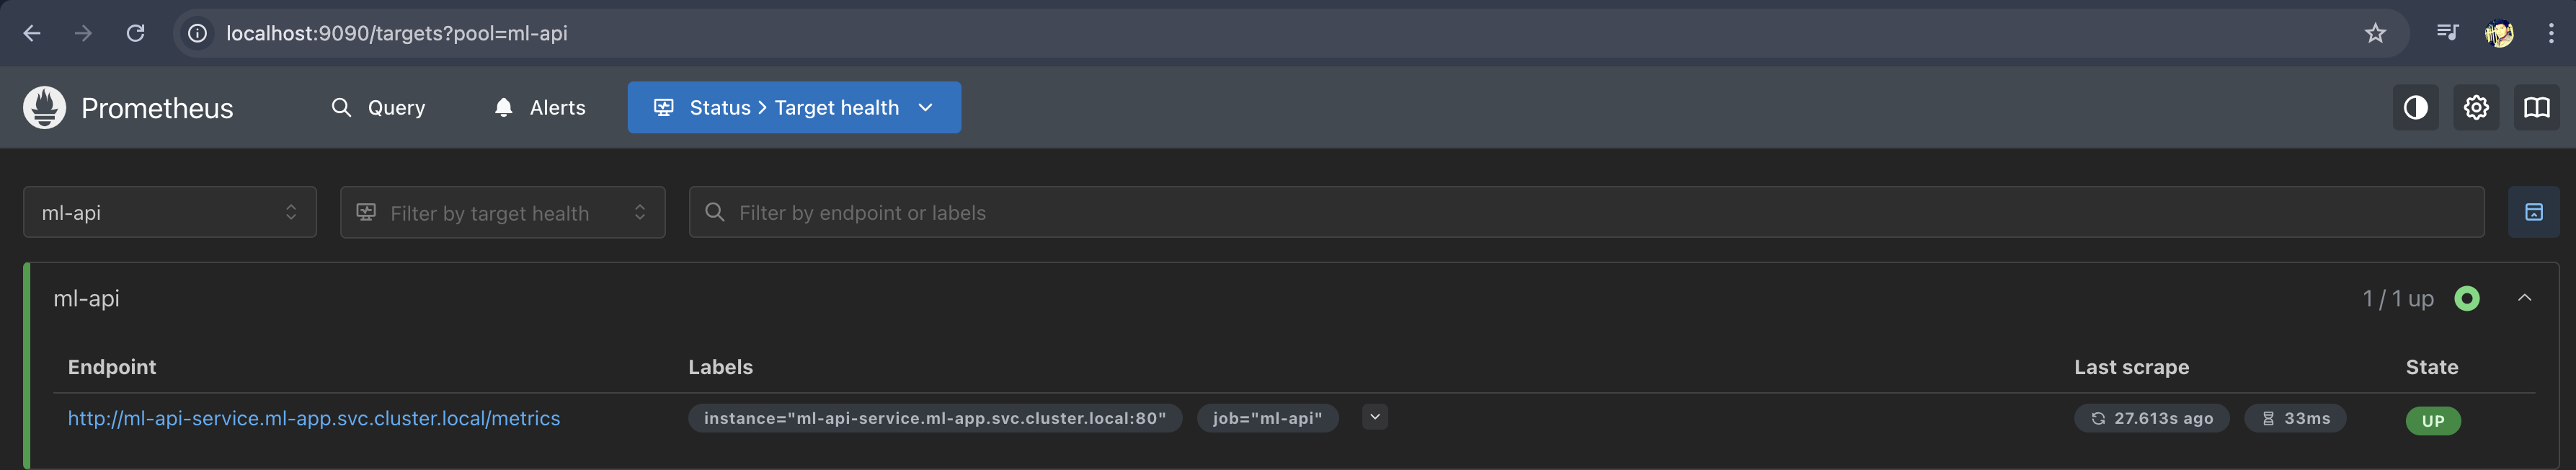 localhost:9090/targets?pool=ml-api
Prometheus Query Alerts Status > Target health
ml-api Filter by target health Filter by endpoint or labels
ml-api 1 / 1 up
Endpoint Labels Last scrape State
http://ml-api-service.ml-app.svc.cluster.local/metrics instance="ml-api-service.ml-app.svc.cluster.local:80" job="ml-api" 27.613s ago 33ms UP